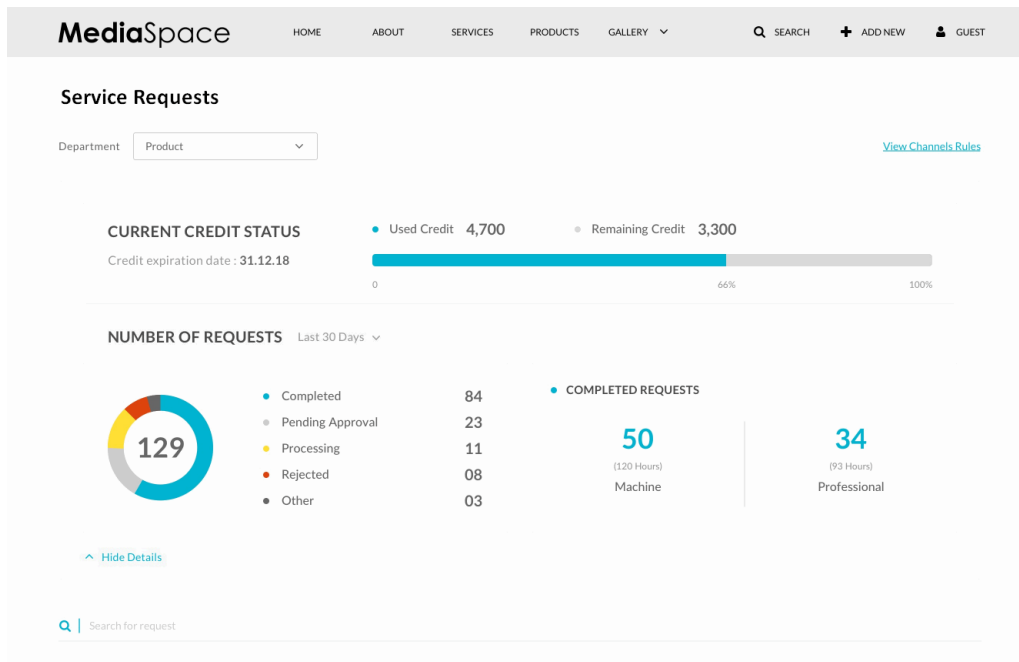 MediaSpace HOME ABOUT SERVICES PRODUCTS GALLERY SEARCH ADD NEW GUEST
Service Requests
Department Product View Channels Rules
CURRENT CREDIT STATUS Used Credit 4,700 Remaining Credit 3,300
Credit expiration date : 31.12.18
0 66% 100%
NUMBER OF REQUESTS Last 30 Days
129
Completed 84
Pending Approval 23
Processing 11
Rejected 08
Other 03
COMPLETED REQUESTS
50 34
(120 Hours) (93 Hours)
Machine Professional
Hide Details
Search for request